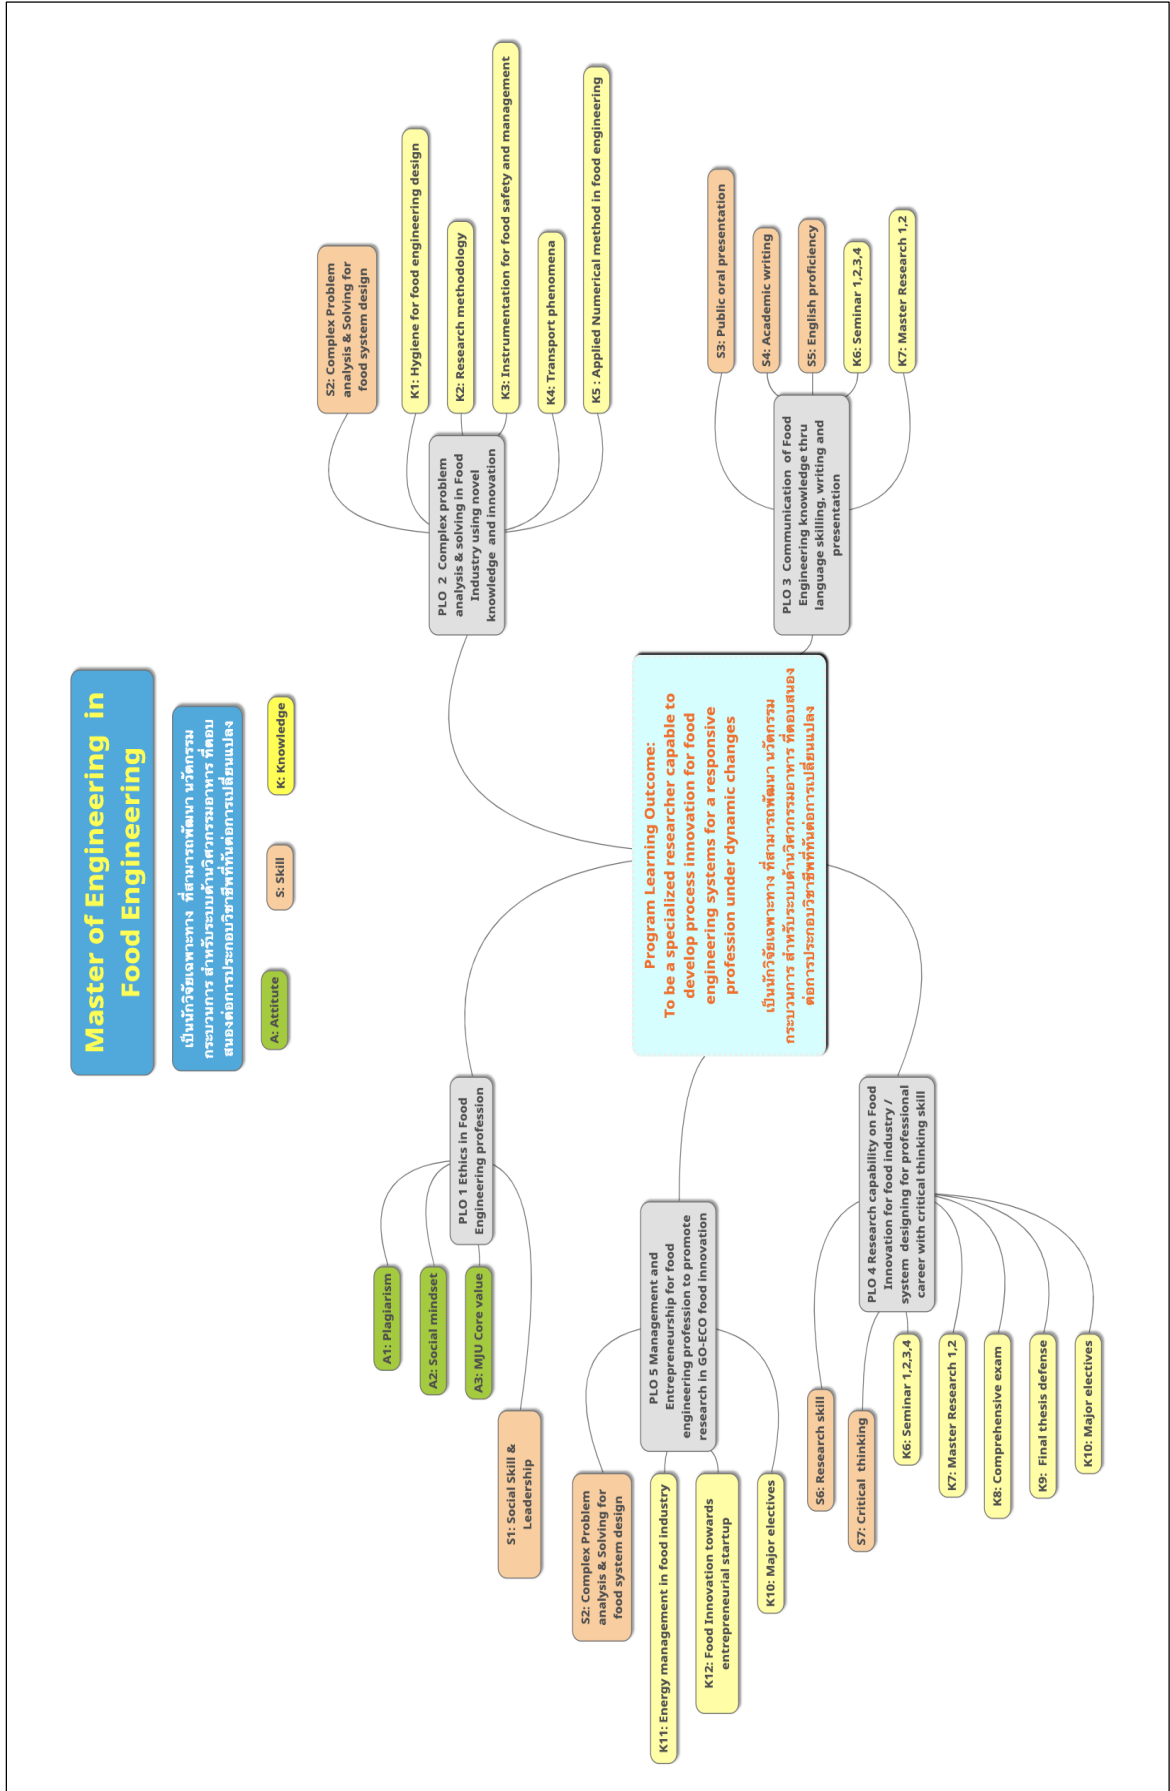 Master of Engineering in
Food Engineering
เป็นนักวิจัยเฉพาะทาง ที่สามารถพัฒนา นวัตกรรม
กระบวนการ สำหรับระบบด้านวิศวกรรมอาหาร ที่ตอบ
สนองต่อการประกอบวิชาชีพที่ทันต่อการเปลี่ยนแปลง
A: Attitute
S: Skill
K: Knowledge
PLO 1 Ethics in Food
Engineering profession
A1: Plagiarism
A2: Social mindset
A3: MJU Core value
S1: Social Skill &
Leadership
PLO 2 Complex problem
analysis & solving in Food
Industry using novel
knowledge and innovation
S2: Complex Problem
analysis & Solving for
food system design
K1: Hygiene for food engineering design
K2: Research methodology
K3: Instrumentation for food safety and management
K4: Transport phenomena
K5 : Applied Numerical method in food engineering
Program Learning Outcome:
To be a specialized researcher capable to
develop process innovation for food
engineering systems for a responsive
profession under dynamic changes
เป็นนักวิจัยเฉพาะทาง ที่สามารถพัฒนา นวัตกรรม
กระบวนการ สำหรับระบบด้านวิศวกรรมอาหาร ที่ตอบสนอง
ต่อการประกอบวิชาชีพที่ทันต่อการเปลี่ยนแปลง
PLO 5 Management and
Entrepreneurship for food
engineering profession to promote
research in GO-ECO food innovation
S2: Complex Problem
analysis & Solving for
food system design
K11: Energy management in food industry
K12: Food Innovation towards
entrepreneurial startup
K10: Major electives
PLO 3 Communication of Food
Engineering knowledge thru
language skilling, writing and
presentation
S3: Public oral presentation
S4: Academic writing
S5: English proficiency
K6: Seminar 1,2,3,4
K7: Master Research 1,2
PLO 4 Research capability on Food
Innovation for food industry /
system designing for professional
career with critical thinking skill
S6: Research skill
S7: Critical thinking
K6: Seminar 1,2,3,4
K7: Master Research 1,2
K8: Comprehensive exam
K9: Final thesis defense
K10: Major electives